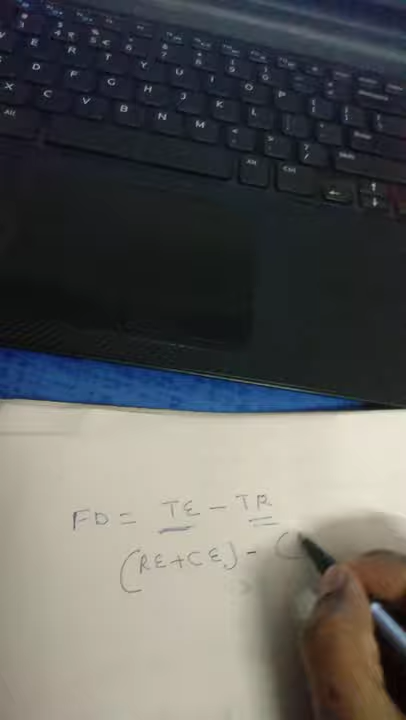 FD = TE - TR
(RE+CE) - (